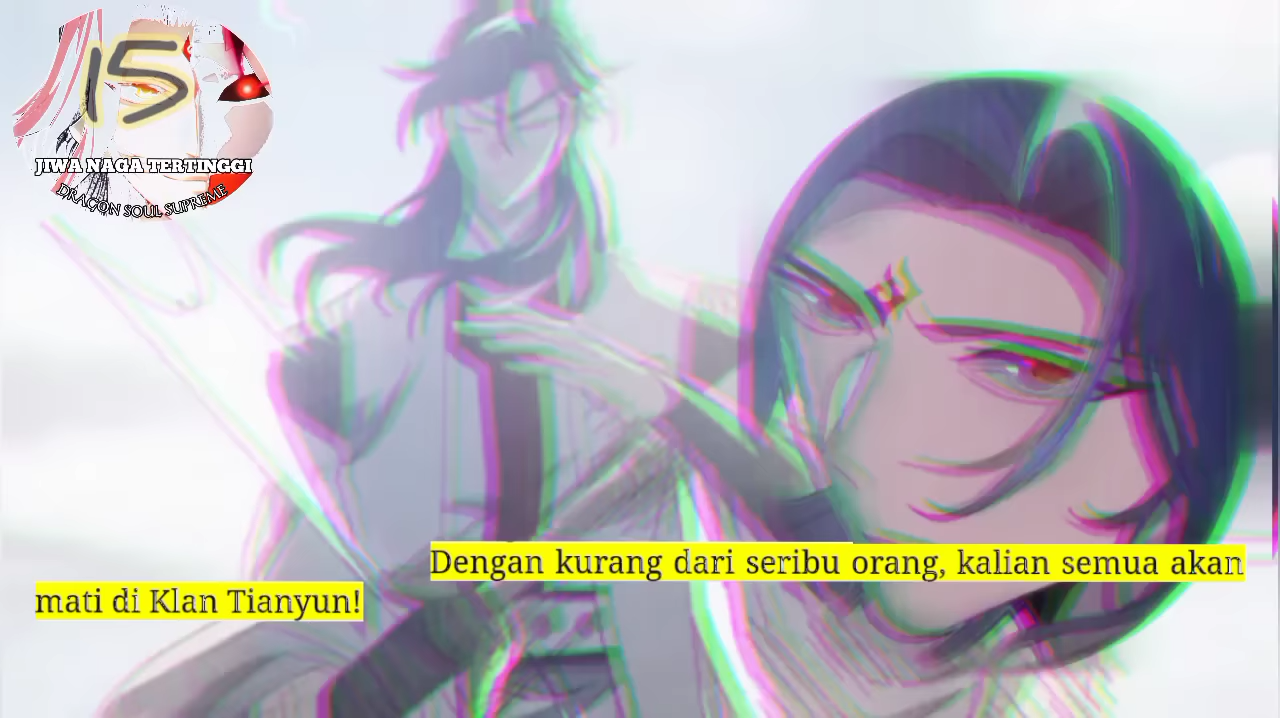 15
JIWA NAGA TERTINGGI
DRAGON SOUL SUPREME
Dengan kurang dari seribu orang, kalian semua akan
mati di Klan Tianyun!